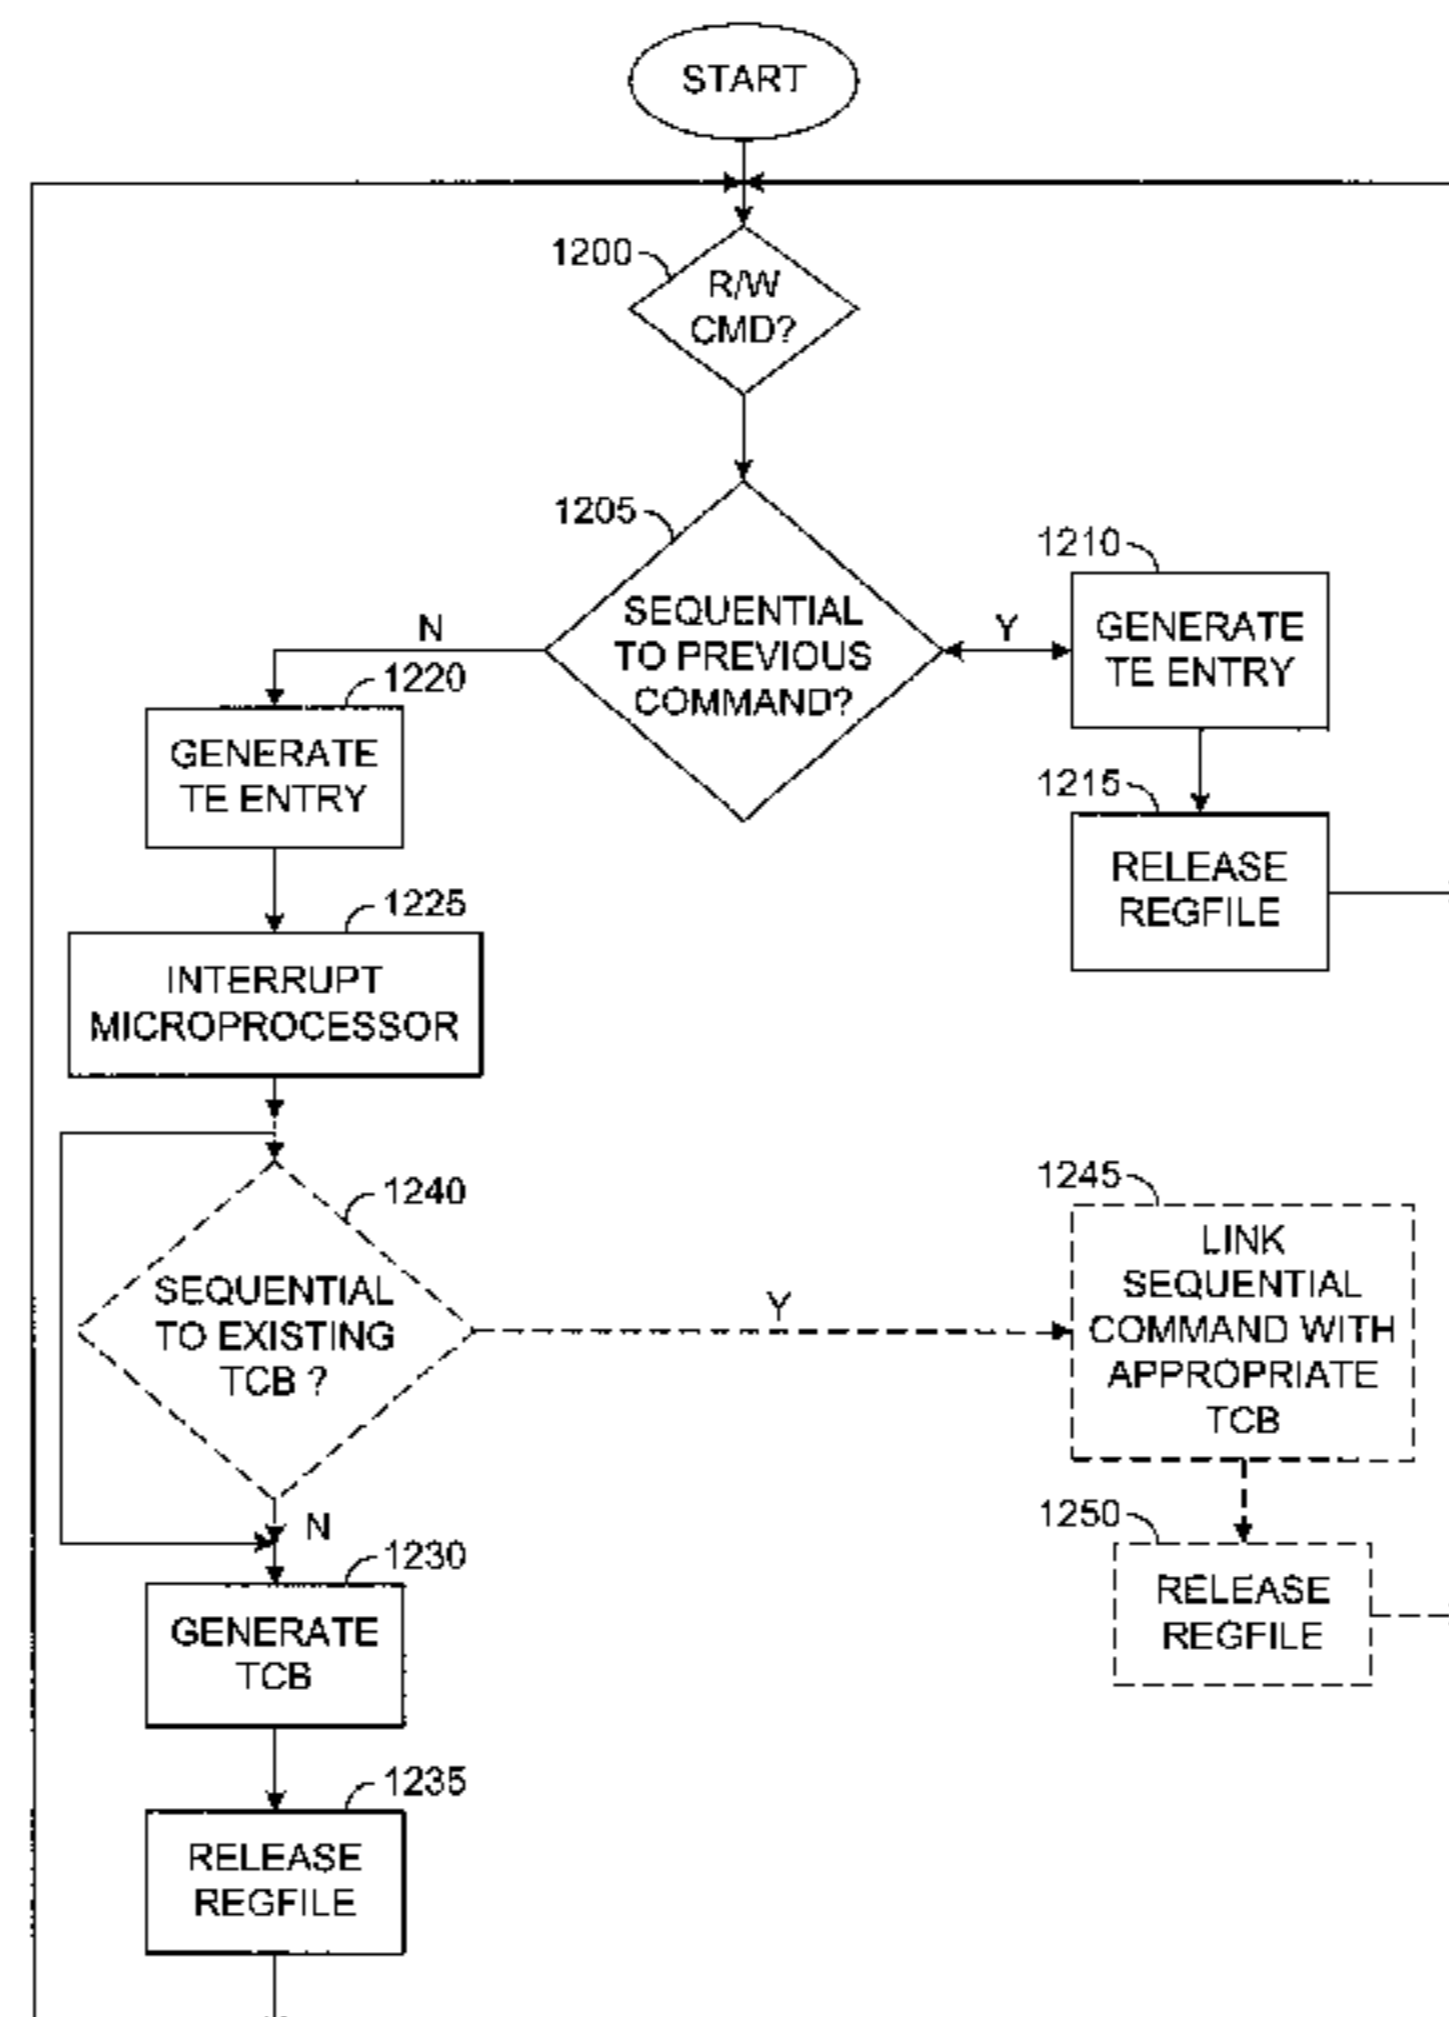 START
1200
R/W
CMD?
1205
SEQUENTIAL
TO PREVIOUS
COMMAND?
N
Y
1210
GENERATE
TE ENTRY
1215
RELEASE
REGFILE
1220
GENERATE
TE ENTRY
1225
INTERRUPT
MICROPROCESSOR
1240
SEQUENTIAL
TO EXISTING
TCB ?
Y
1245
LINK
SEQUENTIAL
COMMAND WITH
APPROPRIATE
TCB
1250
RELEASE
REGFILE
N
1230
GENERATE
TCB
1235
RELEASE
REGFILE